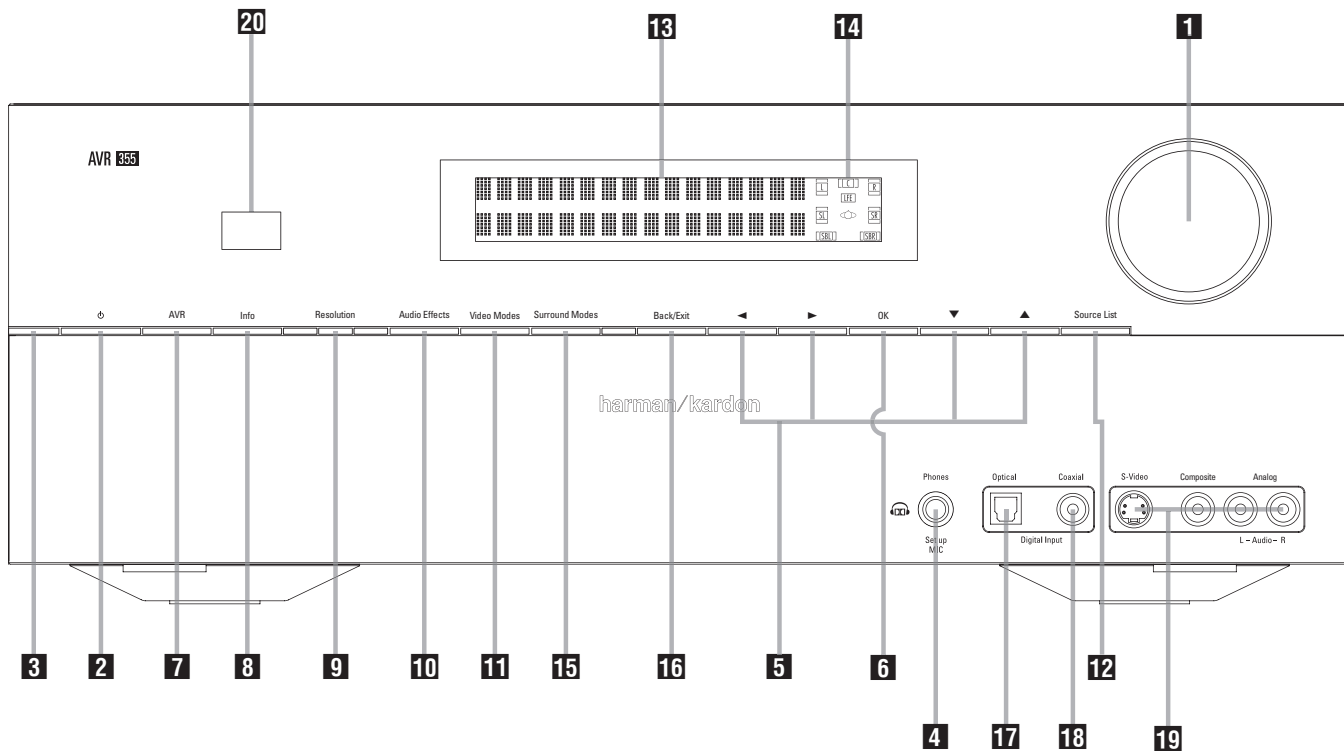 20 13 14 1
AVR 355
L C R
LFE
SL SR
SBL SBR
AVR Info Resolution Audio Effects Video Modes Surround Modes Back/Exit ◄ ► OK ▼ ▲ Source List
harman/kardon
Phones Optical Coaxial S-Video Composite Analog
Set up
MIC
Digital Input
L – Audio – R
3 2 7 8 9 10 11 15 16 5 6 12
4 17 18 19